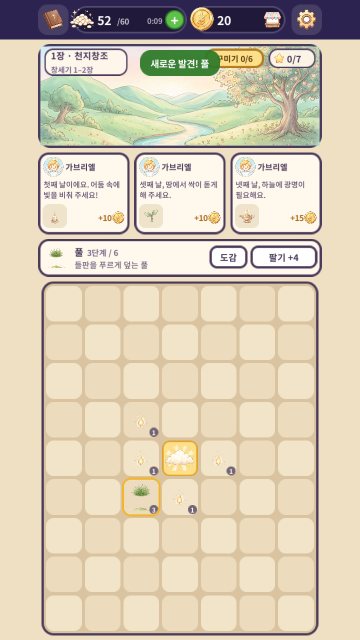 52 /60 0:09 + 20
1장 · 천지창조
창세기 1–2장
새로운 발견! 풀
꾸미기 0/6
0/7
가브리엘
첫째 날이에요. 어둠 속에
빛을 비춰 주세요!
+10
가브리엘
셋째 날, 땅에서 싹이 돋게
해 주세요.
+10
가브리엘
넷째 날, 하늘에 광명이
필요해요.
+15
풀 3단계 / 6
들판을 푸르게 덮는 풀
도감
팔기 +4
1
1
1
3
1